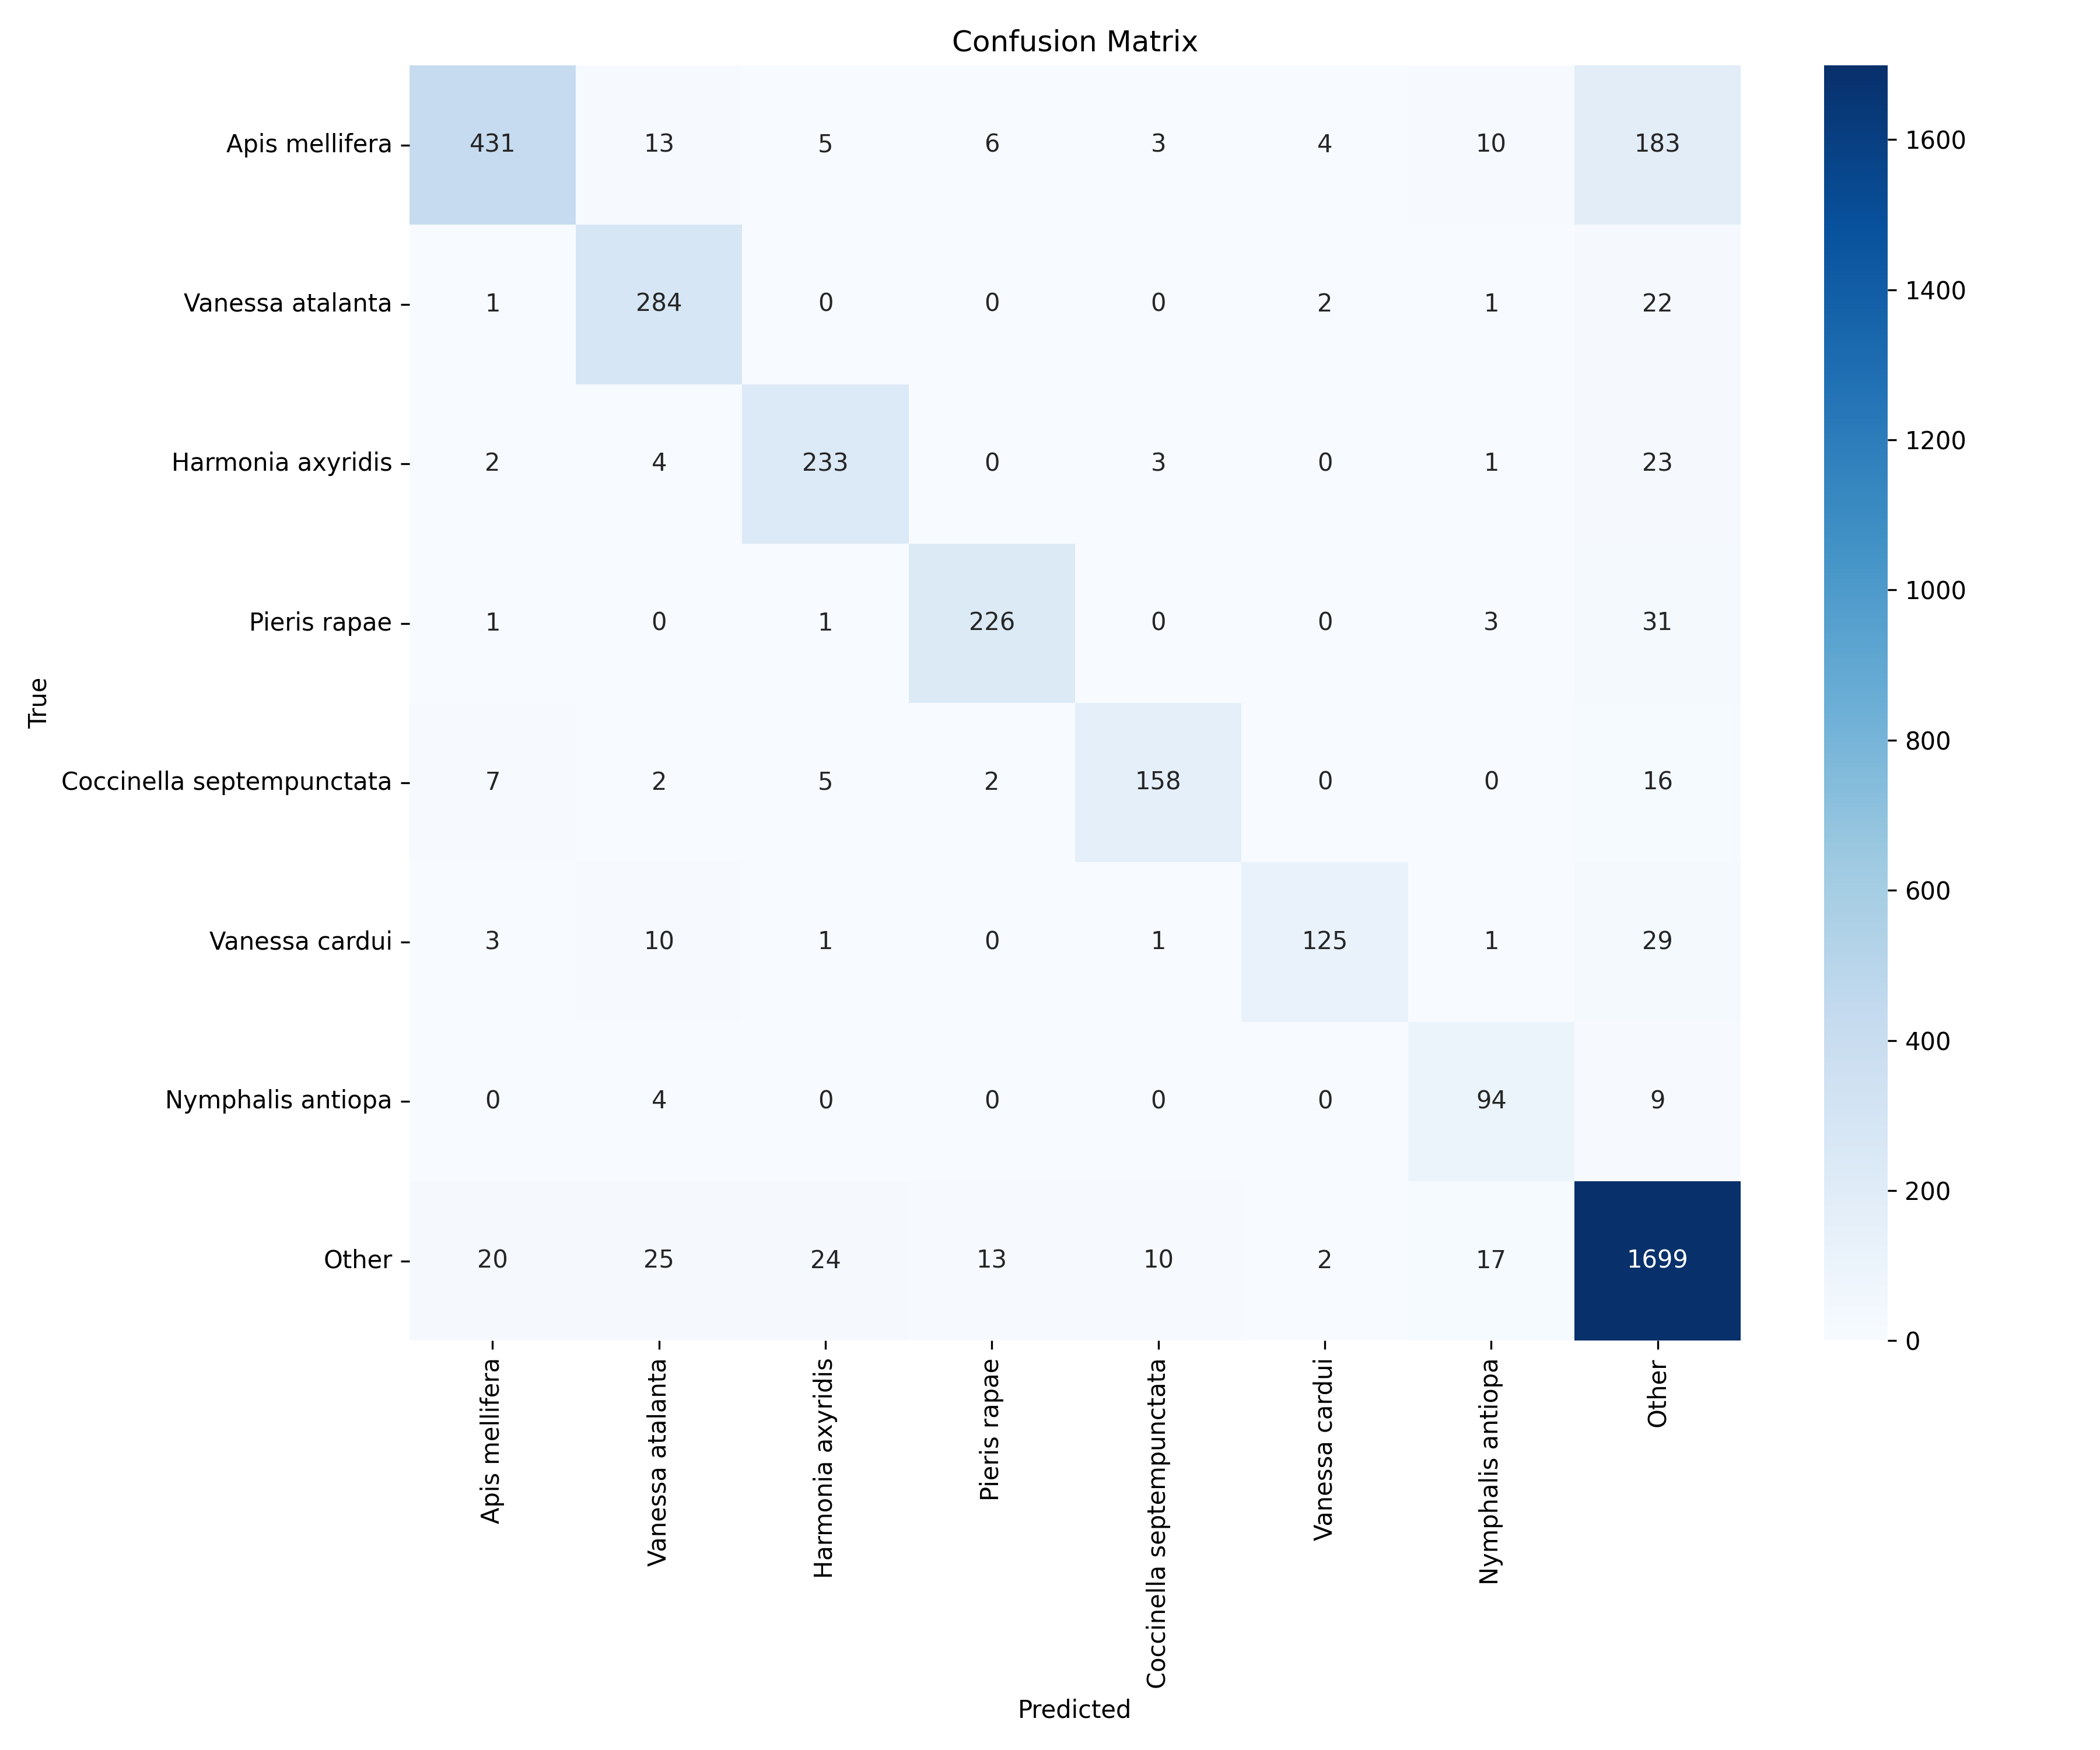 Confusion Matrix
Apis mellifera 431 13 5 6 3 4 10 183
Vanessa atalanta 1 284 0 0 0 2 1 22
Harmonia axyridis 2 4 233 0 3 0 1 23
Pieris rapae 1 0 1 226 0 0 3 31
Coccinella septempunctata 7 2 5 2 158 0 0 16
Vanessa cardui 3 10 1 0 1 125 1 29
Nymphalis antiopa 0 4 0 0 0 0 94 9
Other 20 25 24 13 10 2 17 1699
True
Apis mellifera
Vanessa atalanta
Harmonia axyridis
Pieris rapae
Coccinella septempunctata
Vanessa cardui
Nymphalis antiopa
Other
Predicted
1600
1400
1200
1000
800
600
400
200
0